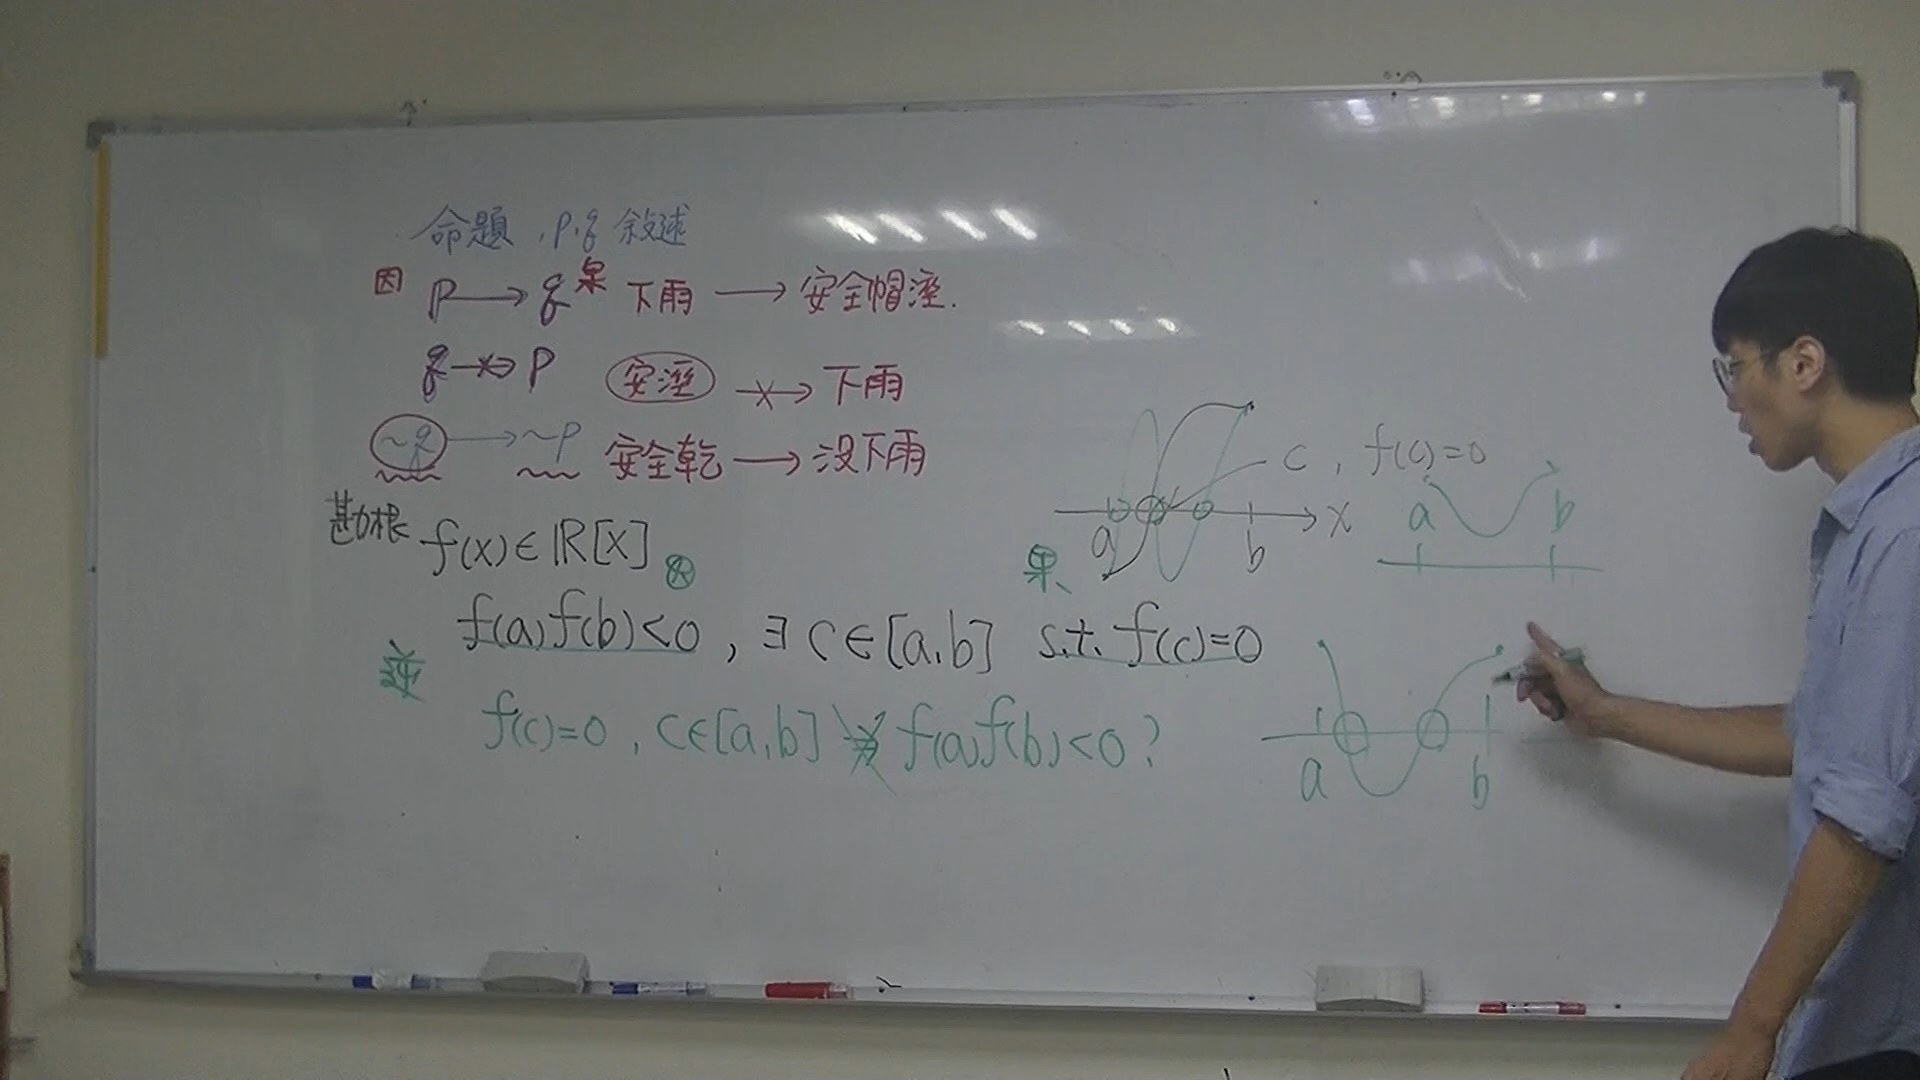 命題, p, q 敘述
因 P → q 果 下雨 → 安全帽溼.
q ↛ P 安溼 ↛ 下雨
~q → ~P 安全乾 → 沒下雨
勘根 f(x)∈ℝ[X]
c, f(c)=0
a b x
a b
因 果
f(a)f(b)<0, ∃ c∈[a,b] s.t. f(c)=0
逆 f(c)=0, c∈[a,b] ↛ f(a)f(b)<0?
a b